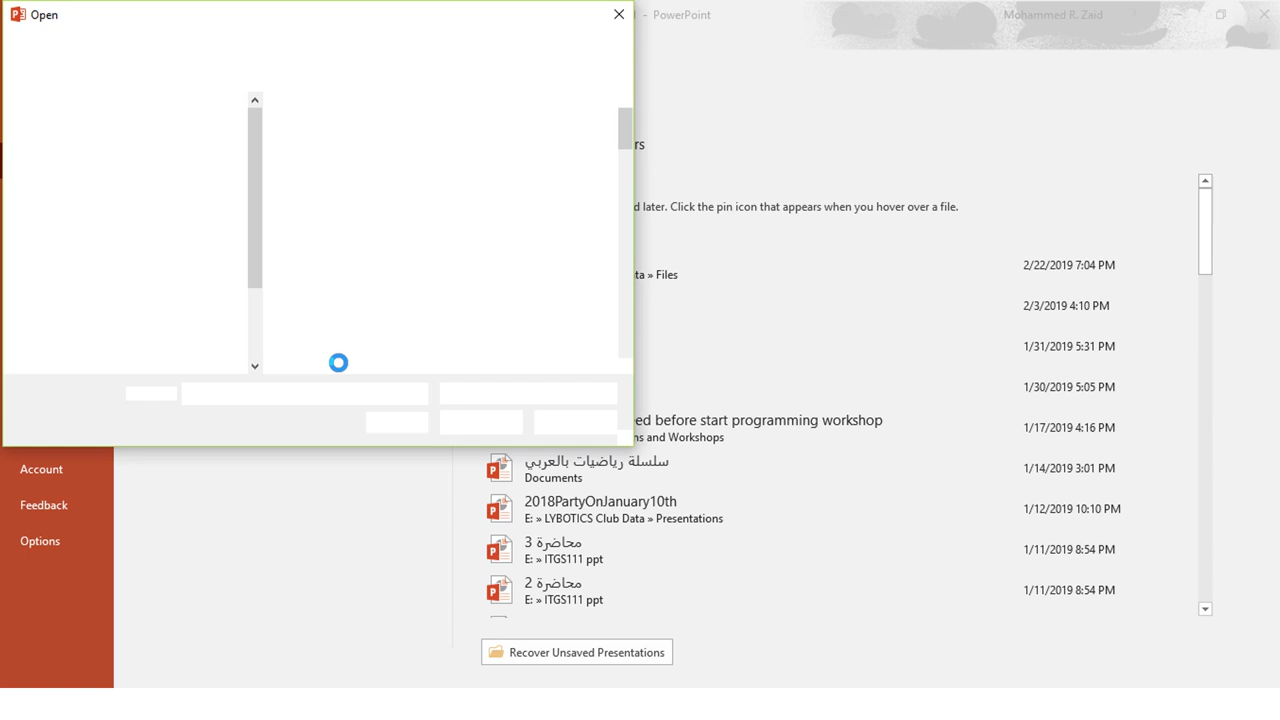 Open
- PowerPoint
Mohammed R. Zaid
rs
d later. Click the pin icon that appears when you hover over a file.
2/22/2019 7:04 PM
ta » Files
2/3/2019 4:10 PM
1/31/2019 5:31 PM
1/30/2019 5:05 PM
eed before start programming workshop
ns and Workshops
1/17/2019 4:16 PM
سلسلة رياضيات بالعربي
Documents
1/14/2019 3:01 PM
2018PartyOnJanuary10th
E: » LYBOTICS Club Data » Presentations
1/12/2019 10:10 PM
محاضرة 3
E: » ITGS111 ppt
1/11/2019 8:54 PM
محاضرة 2
E: » ITGS111 ppt
1/11/2019 8:54 PM
Account
Feedback
Options
Recover Unsaved Presentations